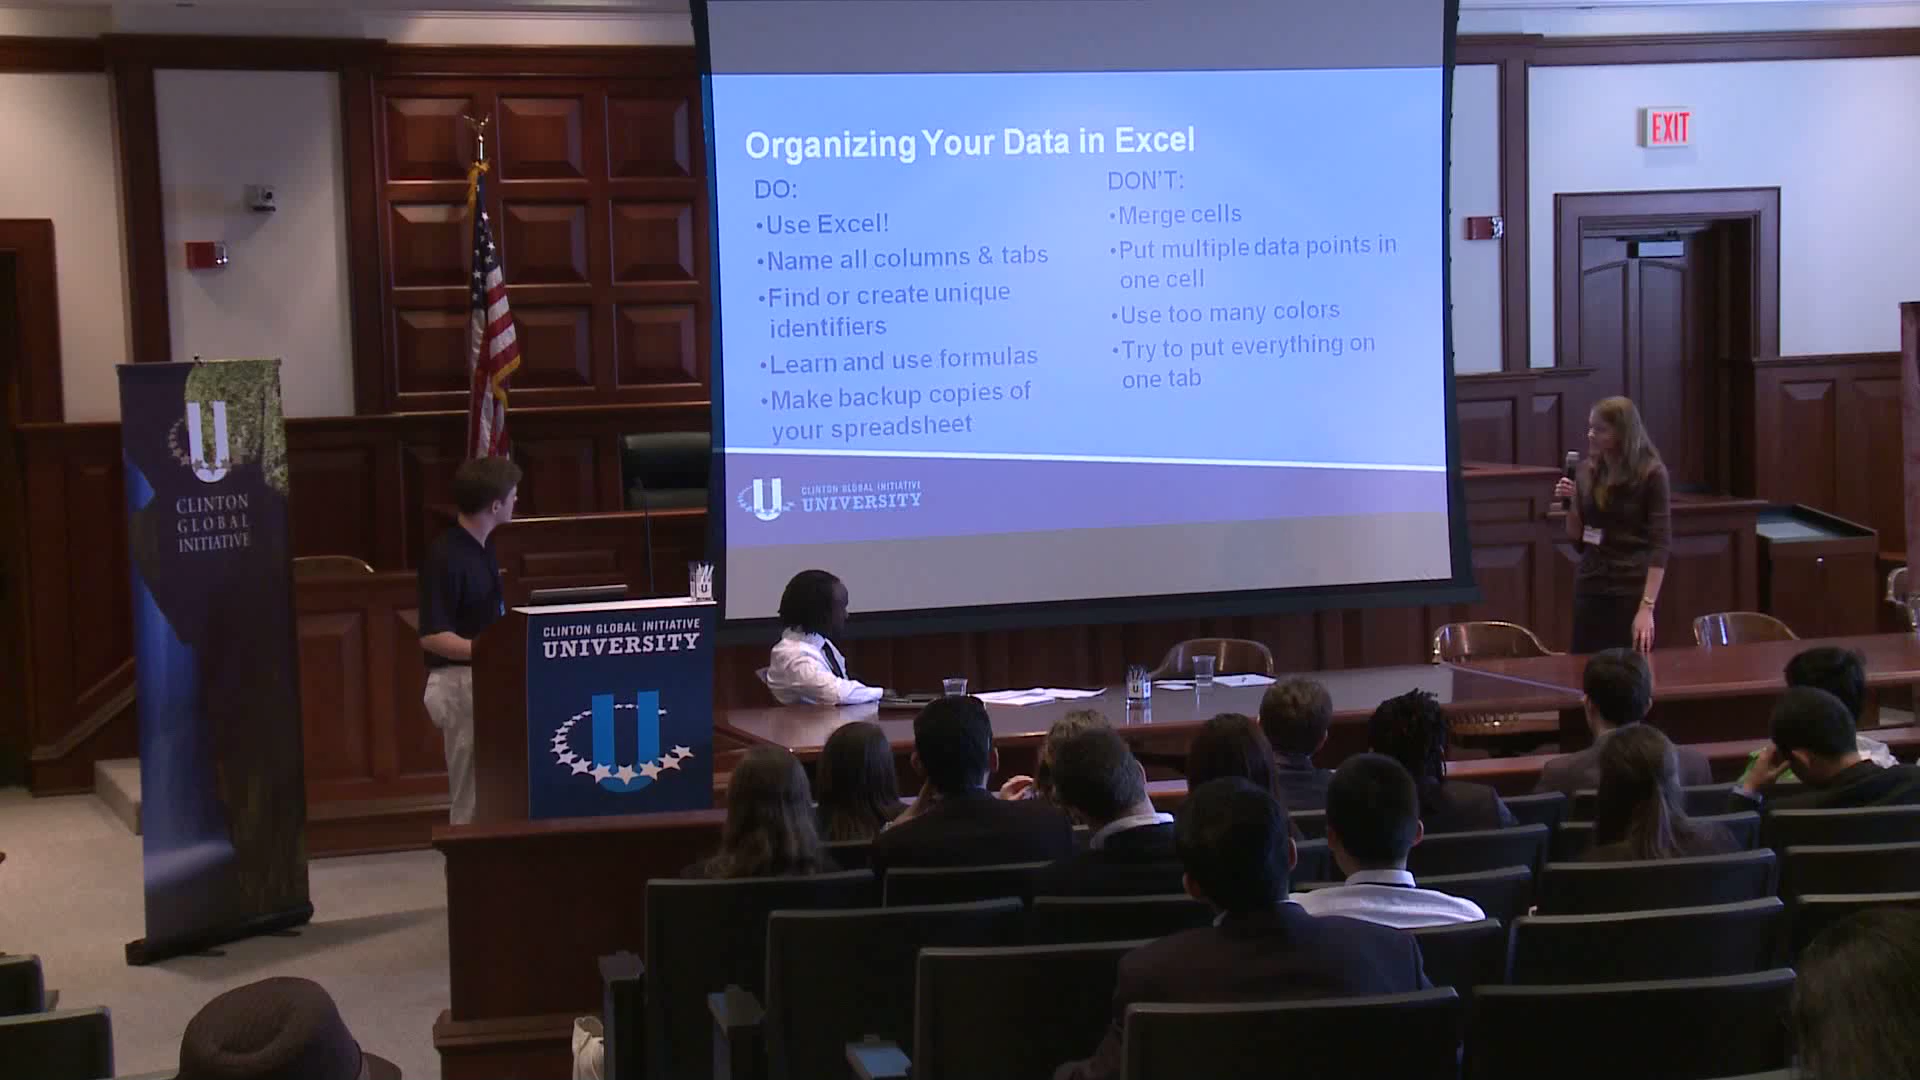 Organizing Your Data in Excel
DO:
•Use Excel!
•Name all columns & tabs
•Find or create unique
identifiers
•Learn and use formulas
•Make backup copies of
your spreadsheet
DON'T:
•Merge cells
•Put multiple data points in
one cell
•Use too many colors
•Try to put everything on
one tab
U
CLINTON GLOBAL INITIATIVE
UNIVERSITY
EXIT
U
CLINTON
GLOBAL
INITIATIVE
CLINTON GLOBAL INITIATIVE
UNIVERSITY
U
U
U